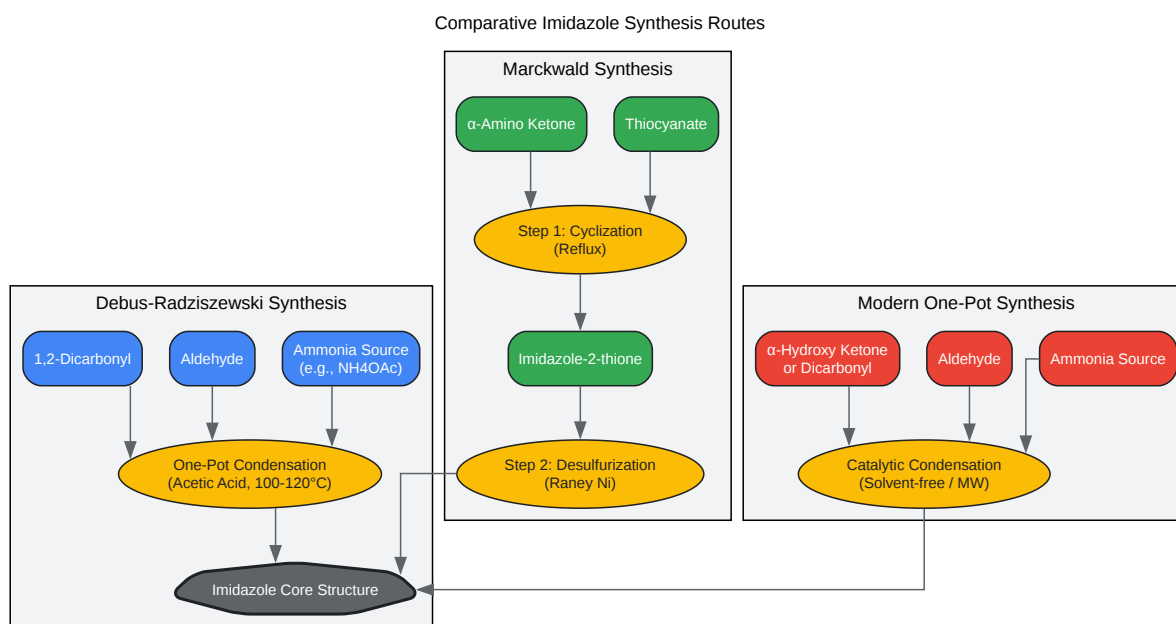 Comparative Imidazole Synthesis Routes
Marckwald Synthesis
α-Amino Ketone
Thiocyanate
Step 1: Cyclization
(Reflux)
Imidazole-2-thione
Step 2: Desulfurization
(Raney Ni)
Debus-Radziszewski Synthesis
1,2-Dicarbonyl
Aldehyde
Ammonia Source
(e.g., NH4OAc)
One-Pot Condensation
(Acetic Acid, 100-120°C)
Imidazole Core Structure
Modern One-Pot Synthesis
α-Hydroxy Ketone
or Dicarbonyl
Aldehyde
Ammonia Source
Catalytic Condensation
(Solvent-free / MW)